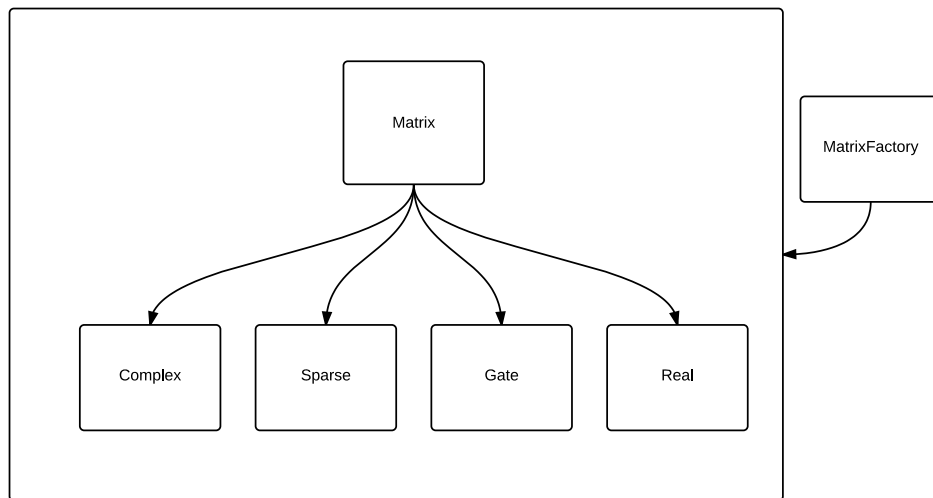 Matrix
MatrixFactory
Complex
Sparse
Gate
Real